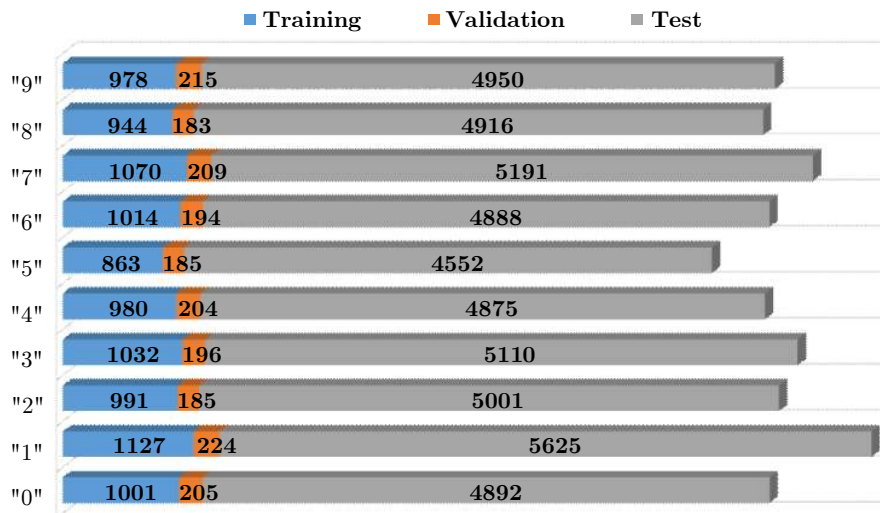 Training Validation Test
"9" 978 215 4950
"8" 944 183 4916
"7" 1070 209 5191
"6" 1014 194 4888
"5" 863 185 4552
"4" 980 204 4875
"3" 1032 196 5110
"2" 991 185 5001
"1" 1127 224 5625
"0" 1001 205 4892